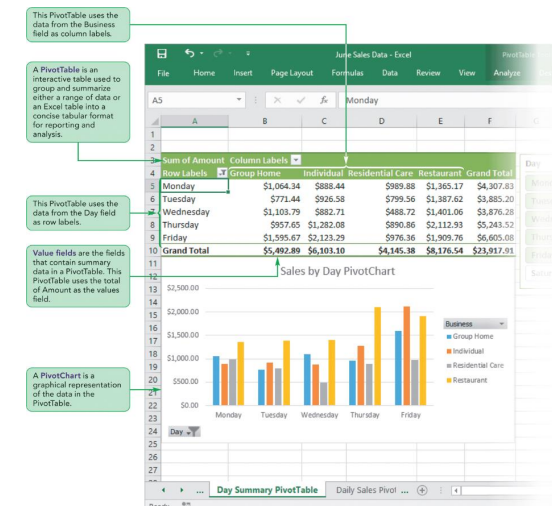 This PivotTable uses the
data from the Business
field as column labels.
A PivotTable is an
interactive table used to
group and summarize
either a range of data or
an Excel table into a
concise tabular format
for reporting and
analysis.
This PivotTable uses the
data from the Day field
as row labels.
Value fields are the fields
that contain summary
data in a PivotTable. This
PivotTable uses the total
of Amount as the values
field.
A PivotChart is a
graphical representation
of the data in the
PivotTable.
June Sales Data - Excel
File Home Insert Page Layout Formulas Data Review View Analyze
A5 fx Monday
A B C D E F
1
2
3 Sum of Amount Column Labels
4 Row Labels Group Home Individual Residential Care Restaurant Grand Total
5 Monday $1,064.34 $888.44 $989.88 $1,365.17 $4,307.83
6 Tuesday $771.44 $926.58 $799.56 $1,387.62 $3,885.20
7 Wednesday $1,103.79 $882.71 $488.72 $1,401.06 $3,876.28
8 Thursday $957.65 $1,282.08 $890.86 $2,112.93 $5,243.52
9 Friday $1,595.67 $2,123.29 $976.36 $1,909.76 $6,605.08
10 Grand Total $5,492.89 $6,103.10 $4,145.38 $8,176.54 $23,917.91
11
12 Sales by Day PivotChart
13 $2,500.00
14
15 $2,000.00
16 Business
17 $1,500.00 Group Home
18 Individual
19 $1,000.00 Residential Care
20 $500.00 Restaurant
21
22 $0.00
23 Monday Tuesday Wednesday Thursday Friday
24 Day
25
26
27
... Day Summary PivotTable Daily Sales Pivot ...
Day